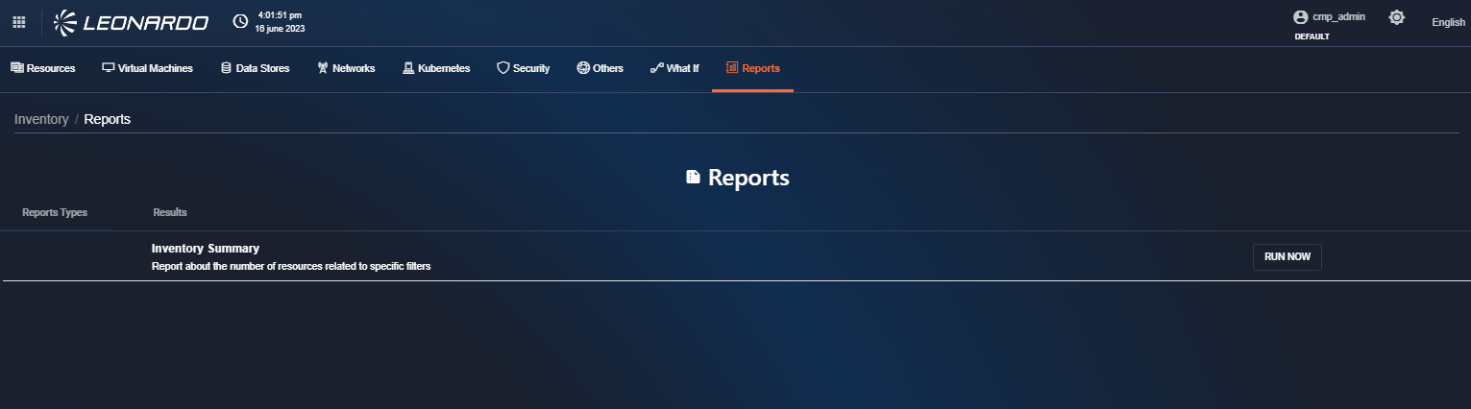 LEONARDO
4:01:51 pm
16 june 2023
cmp_admin
DEFAULT
English
Resources Virtual Machines Data Stores Networks Kubernetes Security Others What If Reports
Inventory / Reports
Reports
Reports Types Results
Inventory Summary
Report about the number of resources related to specific filters
RUN NOW